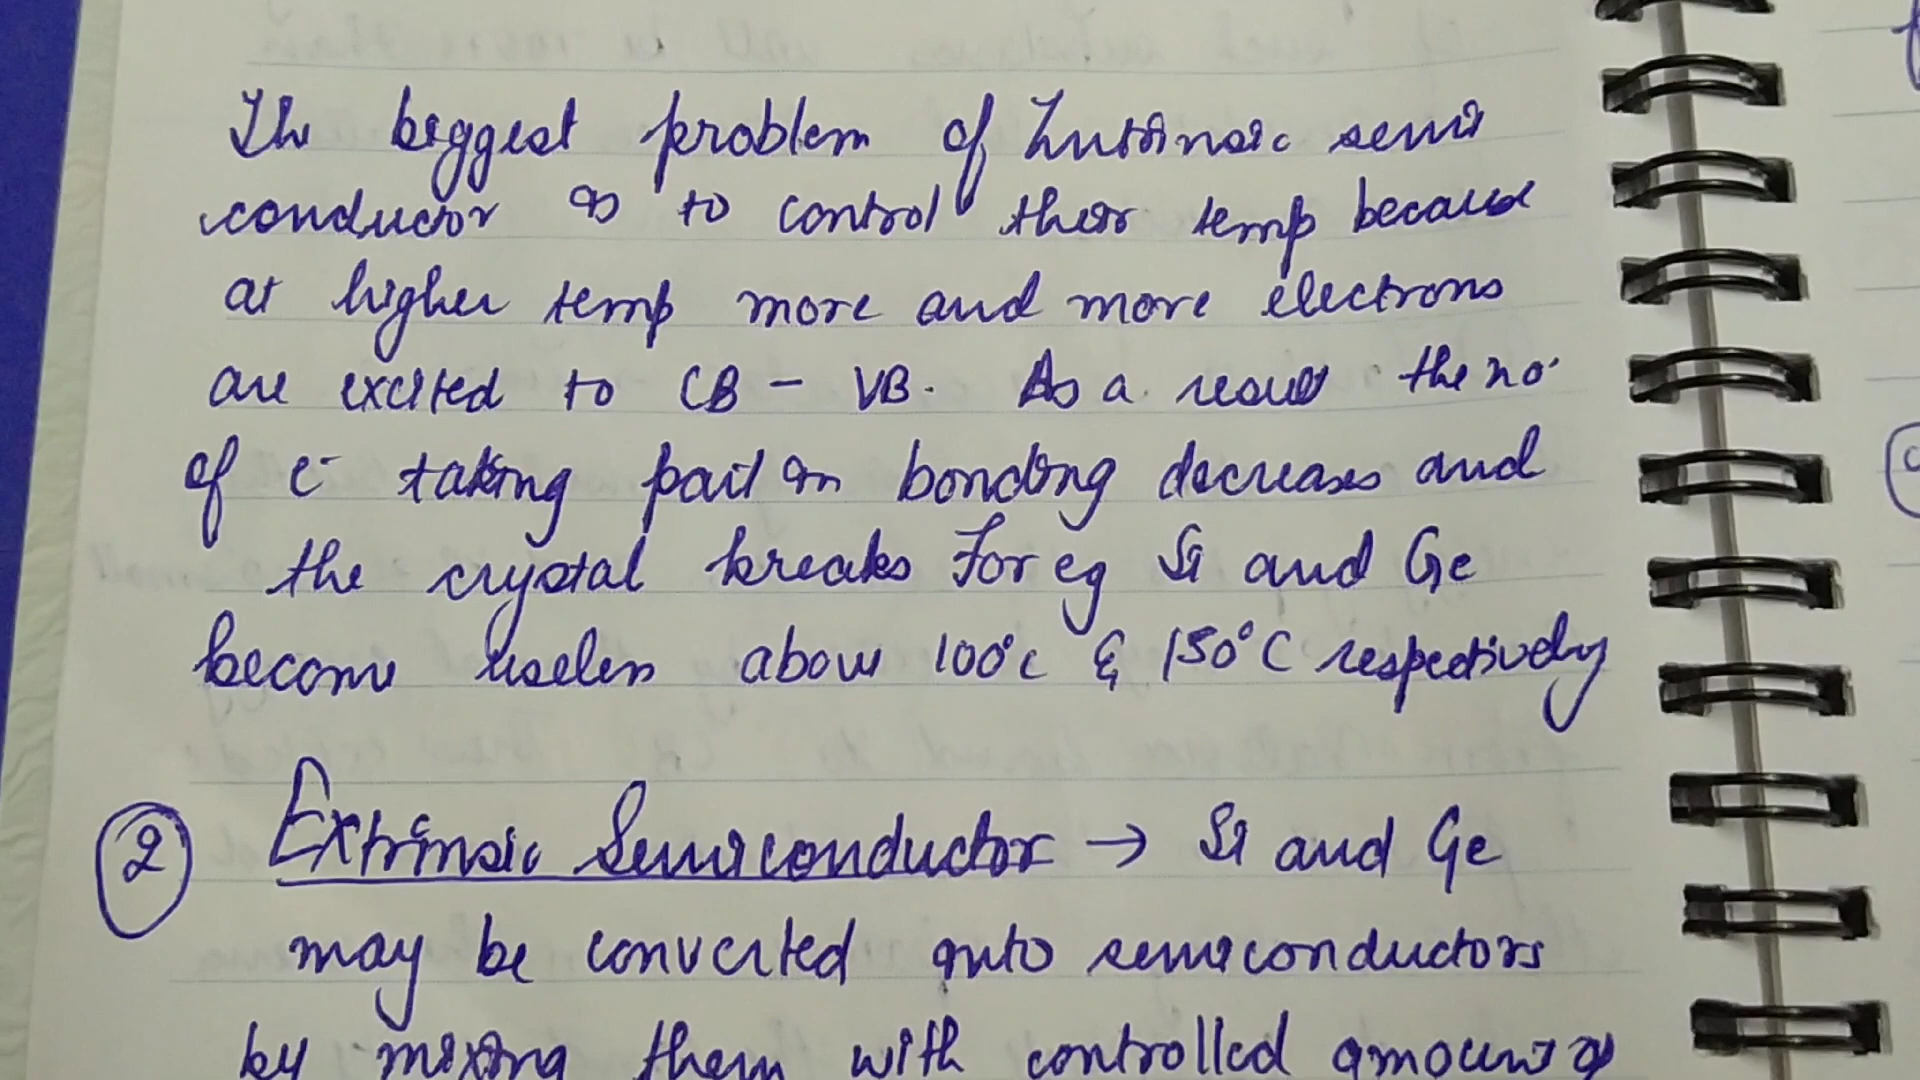 The biggest problem of Intrinsic semi
conductor is to control their temp because
at higher temp more and more electrons
are excited to CB - VB. As a result the no.
of e- taking part in bonding decreases and
the crystal breaks For eg Si and Ge
become useless above 100°c & 150°C respectively
2 Extrinsic Semiconductor → Si and Ge
may be converted into semiconductors
by mixing them with controlled amounts